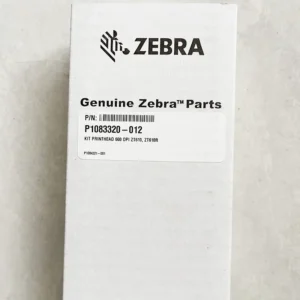 ZEBRA
Genuine Zebra™ Parts
P/N:
P1083320-012
KIT PRINTHEAD 600 DPI ZT610, ZT610R